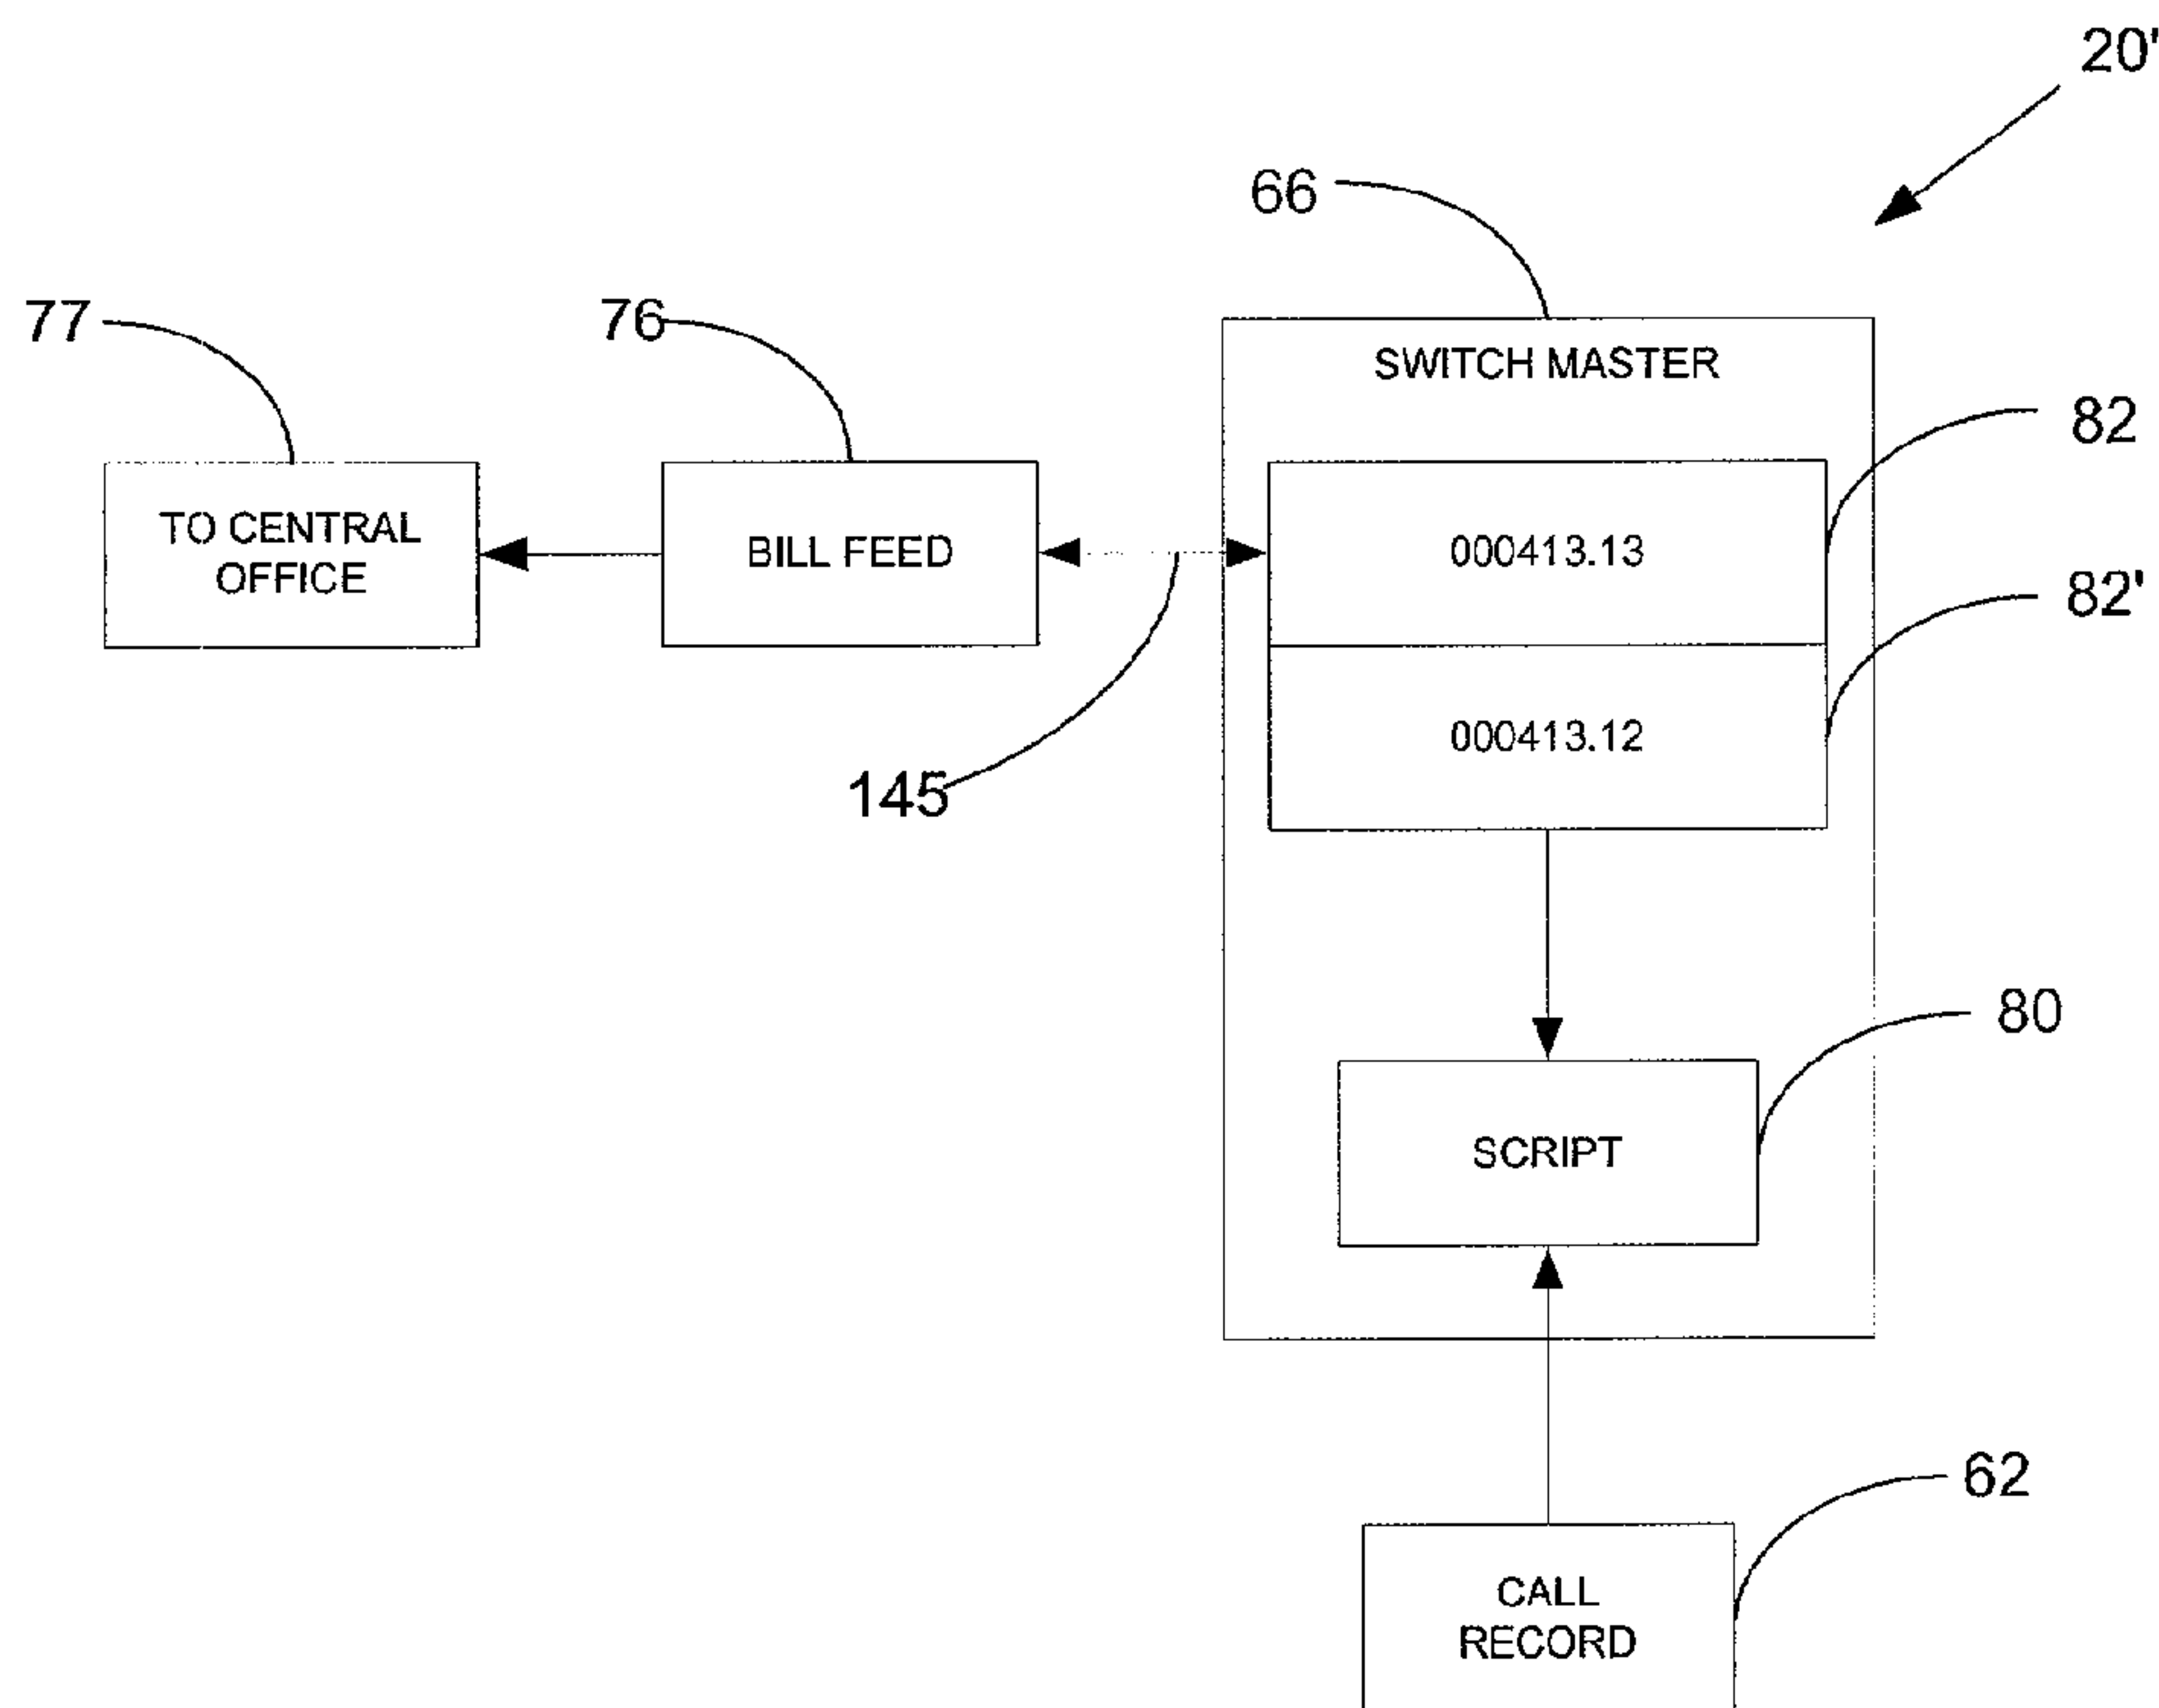 20'
66
77
76
SWITCH MASTER
82
TO CENTRAL
OFFICE
BILL FEED
000413.13
82'
000413.12
145
80
SCRIPT
62
CALL
RECORD